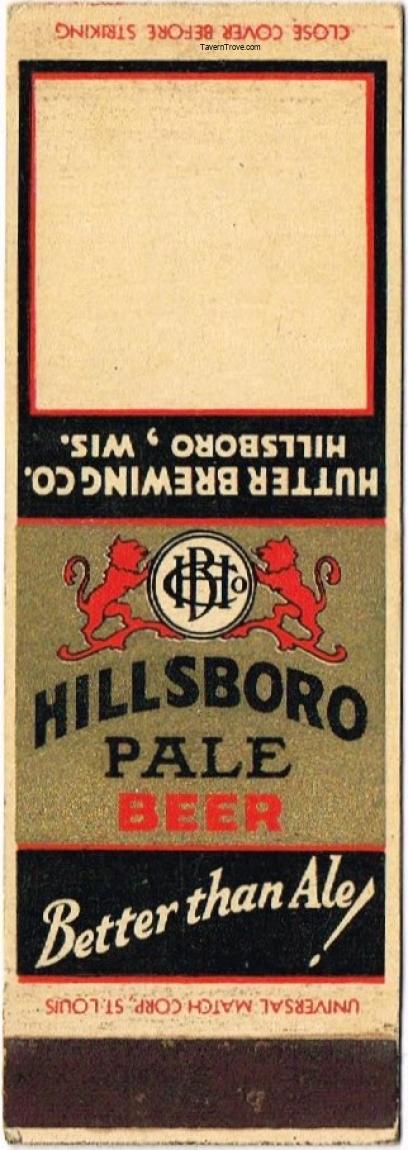 CLOSE COVER BEFORE STRIKING
TavernTrove.com
HUTTER BREWING CO.
HILLSBORO, WIS.
HBCo
HILLSBORO
PALE
BEER
Better than Ale!
UNIVERSAL MATCH CORP., ST. LOUIS